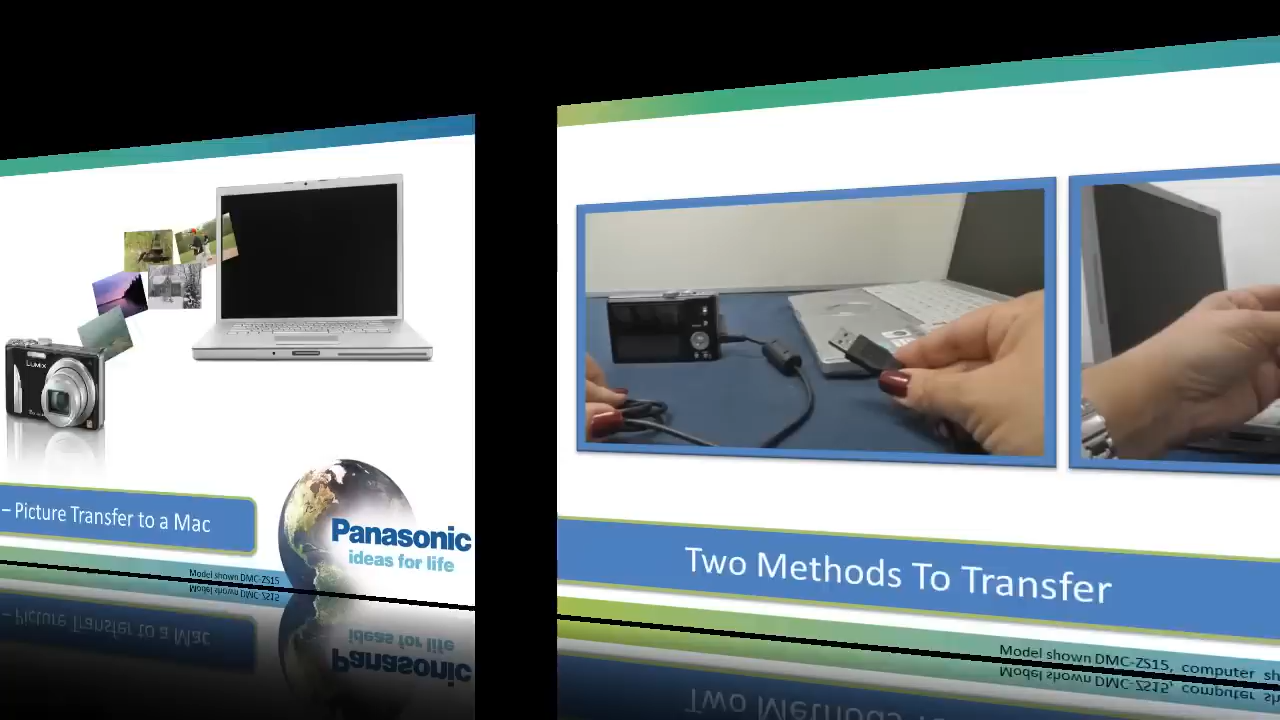 LUMIX
– Picture Transfer to a Mac
Panasonic
ideas for life
Model shown DMC-ZS15
Two Methods To Transfer
Model shown DMC-ZS15, computer sh